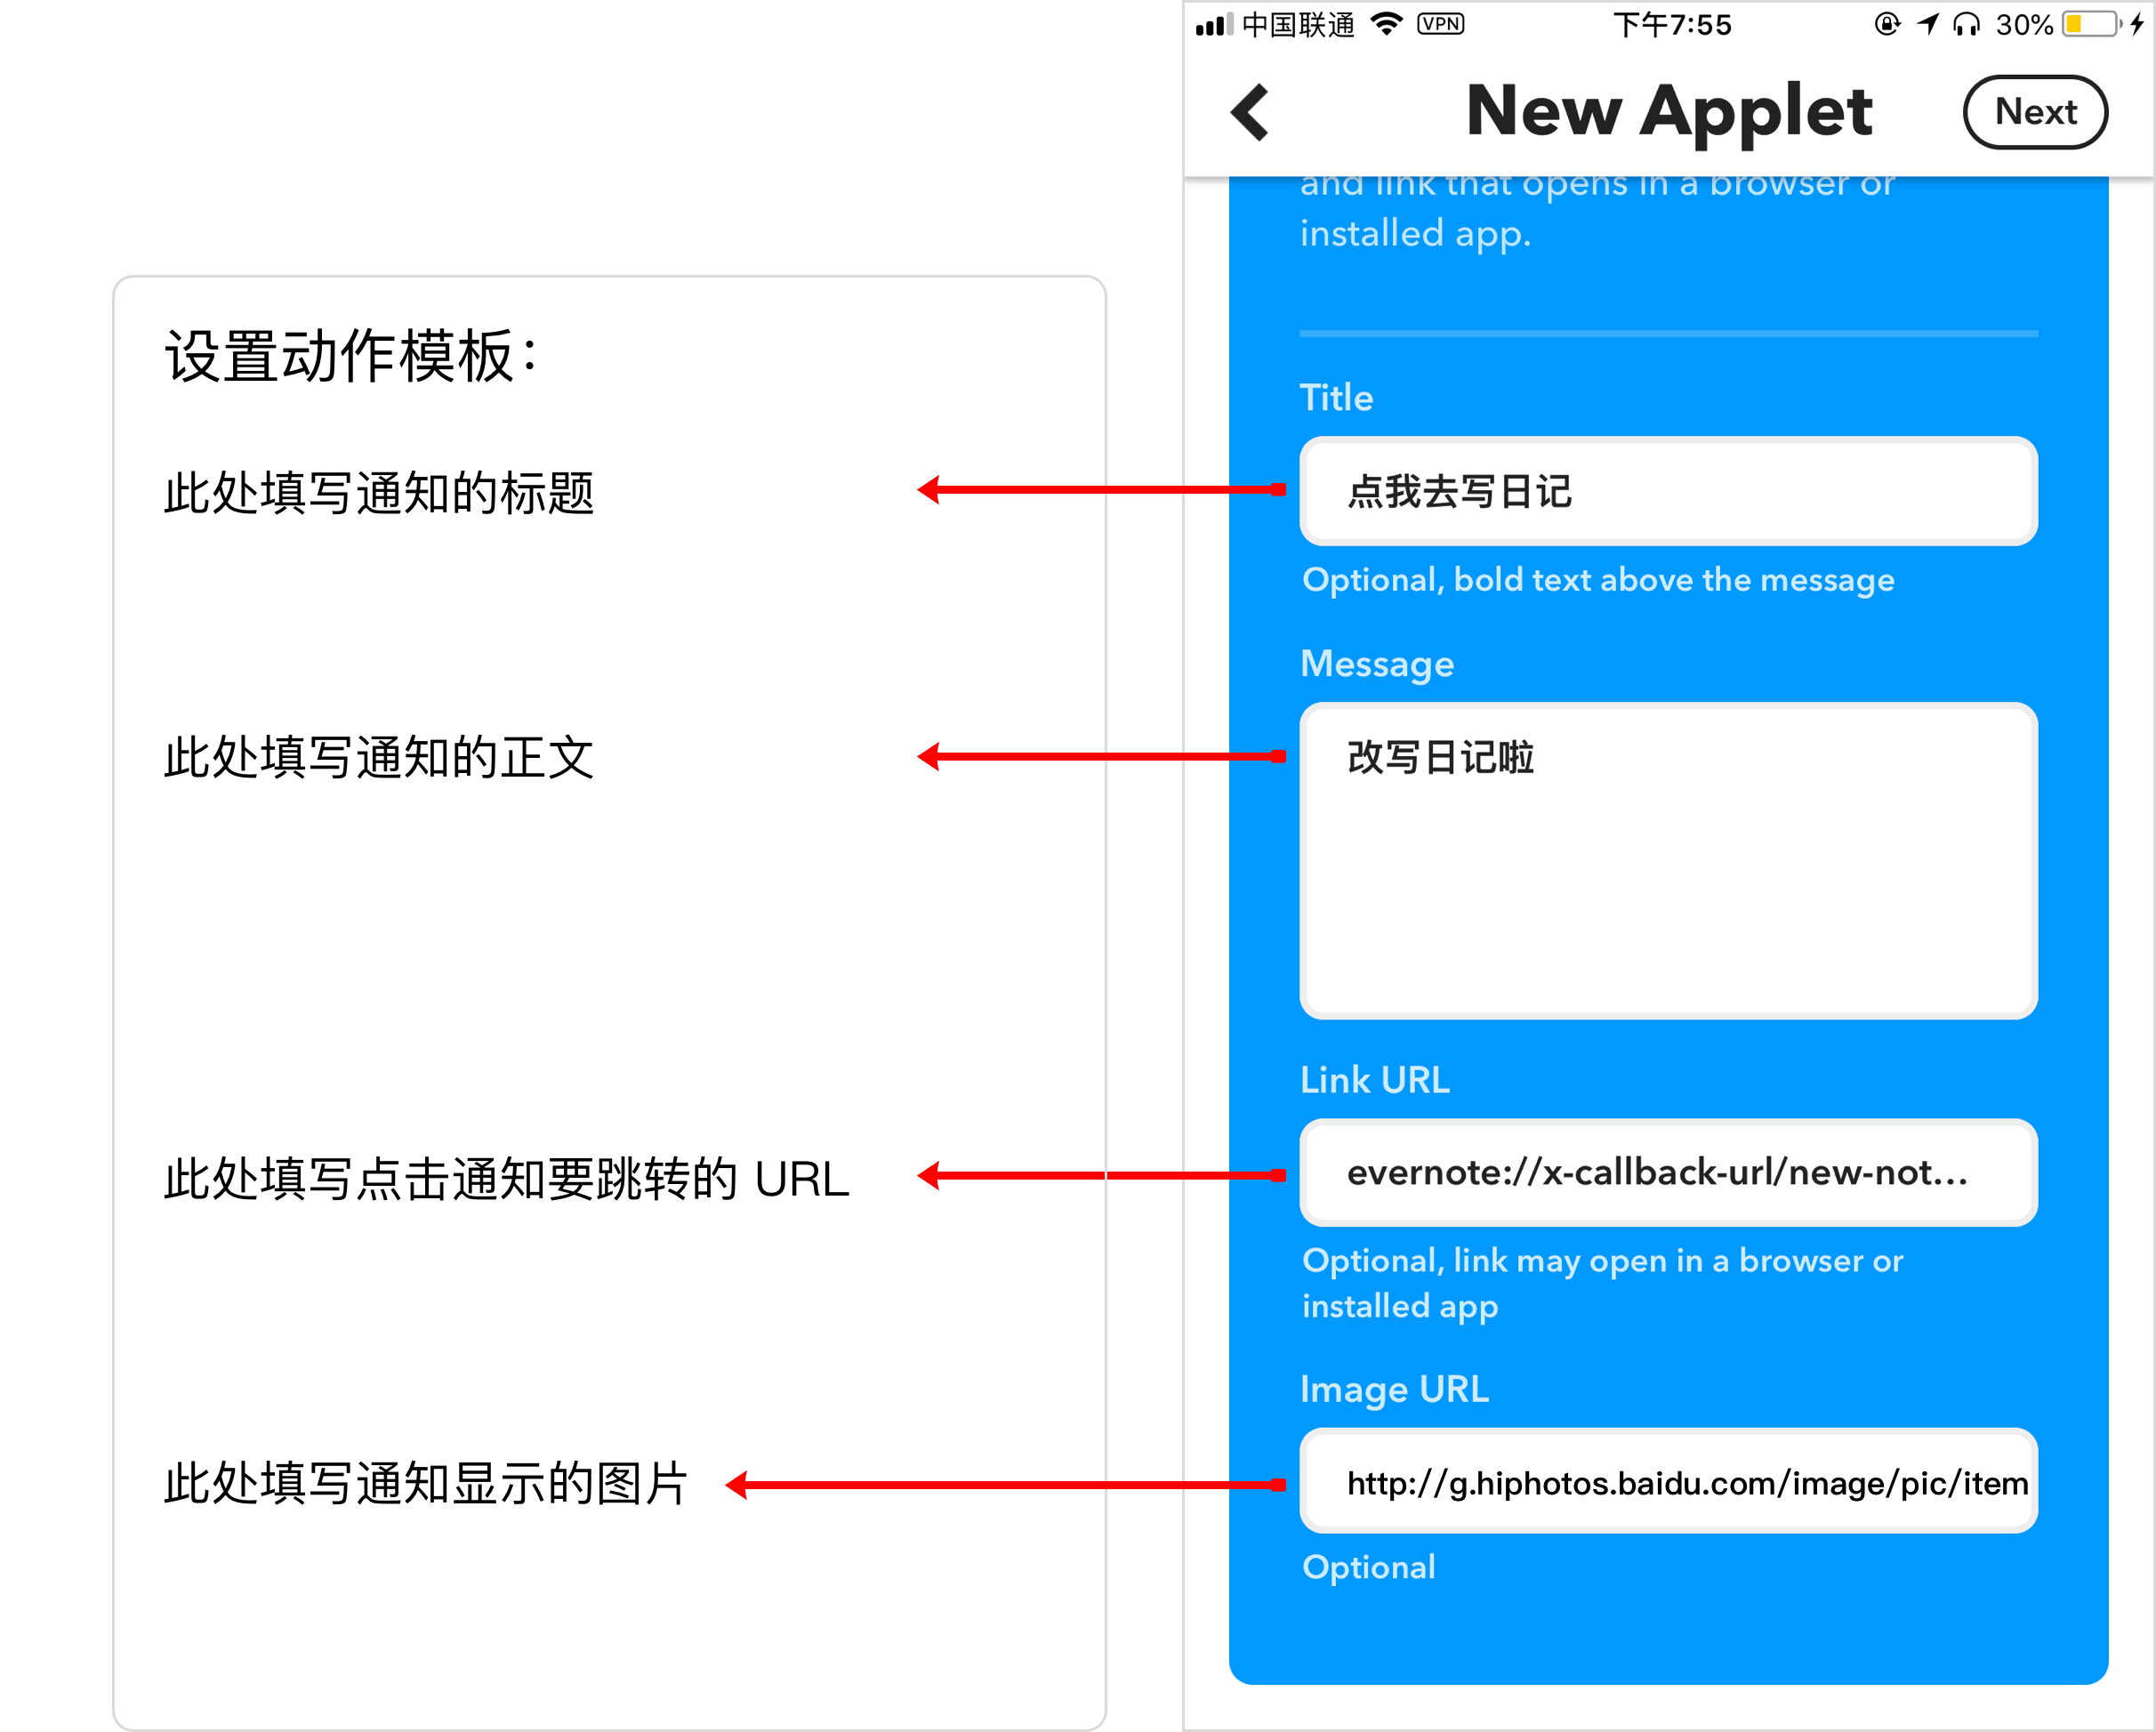 中国联通 VPN 下午7:55 30%
New Applet Next
and link that opens in a browser or
installed app.
设置动作模板：
Title
此处填写通知的标题
点我去写日记
Optional, bold text above the message
Message
此处填写通知的正文
改写日记啦
Link URL
此处填写点击通知要跳转的 URL
evernote://x-callback-url/new-not...
Optional, link may open in a browser or
installed app
Image URL
此处填写通知显示的图片
http://g.hiphotos.baidu.com/image/pic/item
Optional